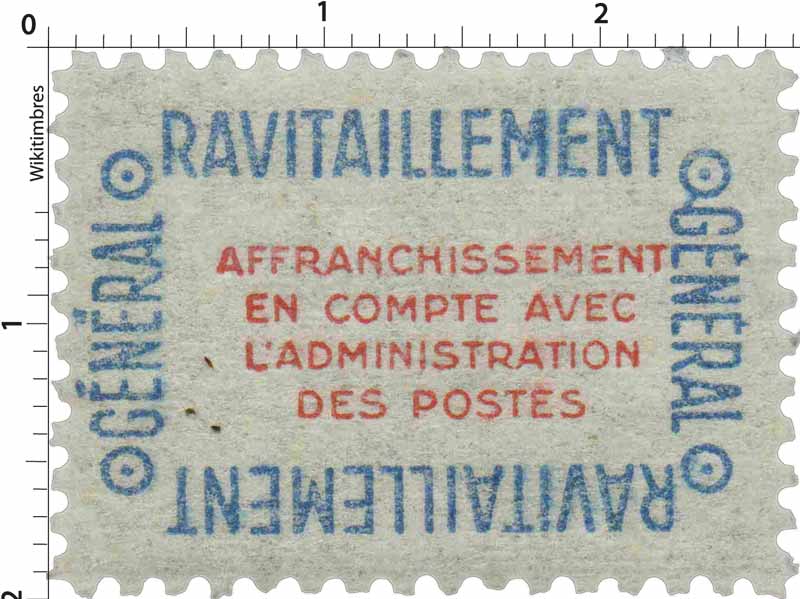 0 1 2
Wikitimbres
RAVITAILLEMENT
GÉNÉRAL
GÉNÉRAL
AFFRANCHISSEMENT
EN COMPTE AVEC
L'ADMINISTRATION
DES POSTES
RAVITAILLEMENT
1
2